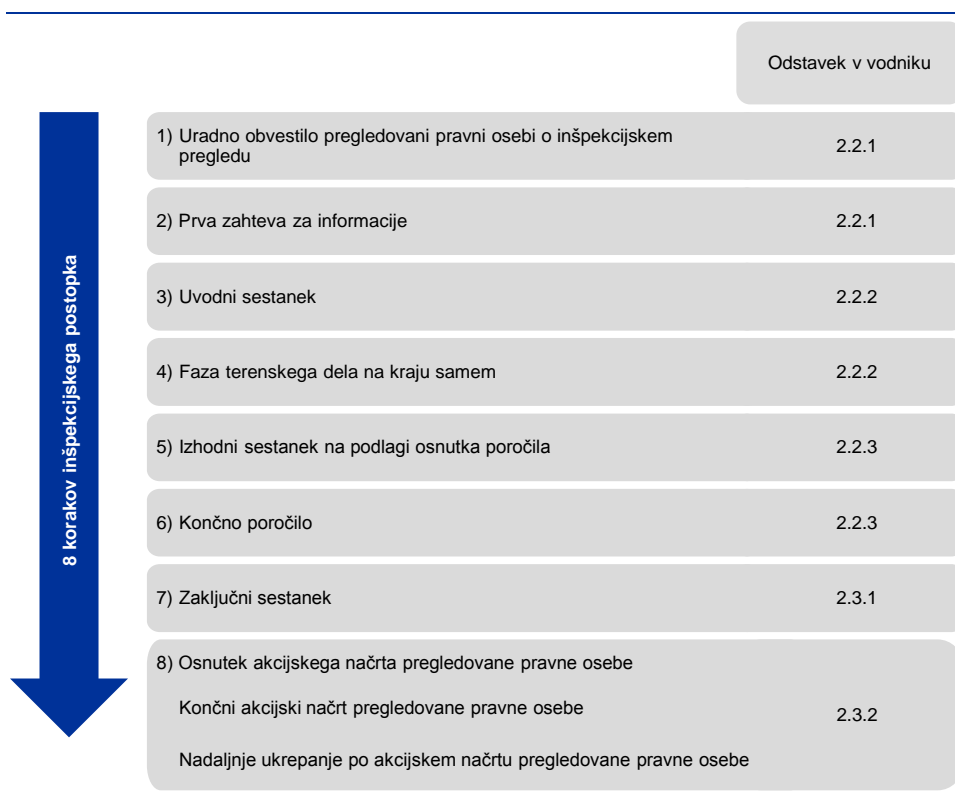 Odstavek v vodniku
8 korakov inšpekcijskega postopka
1) Uradno obvestilo pregledovani pravni osebi o inšpekcijskem
pregledu
2.2.1
2) Prva zahteva za informacije
2.2.1
3) Uvodni sestanek
2.2.2
4) Faza terenskega dela na kraju samem
2.2.2
5) Izhodni sestanek na podlagi osnutka poročila
2.2.3
6) Končno poročilo
2.2.3
7) Zaključni sestanek
2.3.1
8) Osnutek akcijskega načrta pregledovane pravne osebe
Končni akcijski načrt pregledovane pravne osebe
2.3.2
Nadaljnje ukrepanje po akcijskem načrtu pregledovane pravne osebe